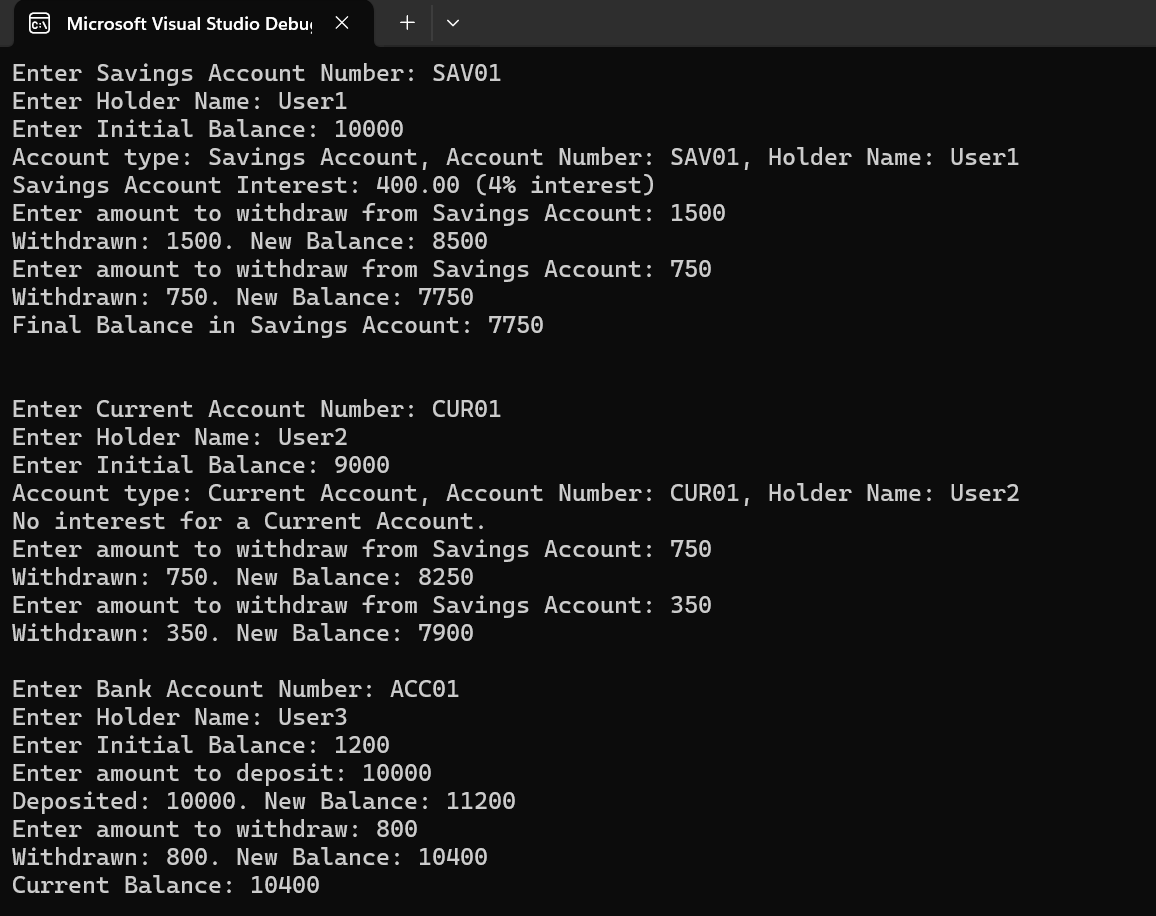 Microsoft Visual Studio Debu
Enter Savings Account Number: SAV01
Enter Holder Name: User1
Enter Initial Balance: 10000
Account type: Savings Account, Account Number: SAV01, Holder Name: User1
Savings Account Interest: 400.00 (4% interest)
Enter amount to withdraw from Savings Account: 1500
Withdrawn: 1500. New Balance: 8500
Enter amount to withdraw from Savings Account: 750
Withdrawn: 750. New Balance: 7750
Final Balance in Savings Account: 7750
Enter Current Account Number: CUR01
Enter Holder Name: User2
Enter Initial Balance: 9000
Account type: Current Account, Account Number: CUR01, Holder Name: User2
No interest for a Current Account.
Enter amount to withdraw from Savings Account: 750
Withdrawn: 750. New Balance: 8250
Enter amount to withdraw from Savings Account: 350
Withdrawn: 350. New Balance: 7900
Enter Bank Account Number: ACC01
Enter Holder Name: User3
Enter Initial Balance: 1200
Enter amount to deposit: 10000
Deposited: 10000. New Balance: 11200
Enter amount to withdraw: 800
Withdrawn: 800. New Balance: 10400
Current Balance: 10400